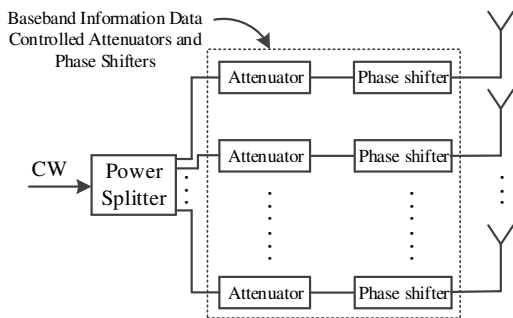 Baseband Information Data
Controlled Attenuators and
Phase Shifters
Attenuator
Phase shifter
CW
Power
Splitter
Attenuator
Phase shifter
Attenuator
Phase shifter